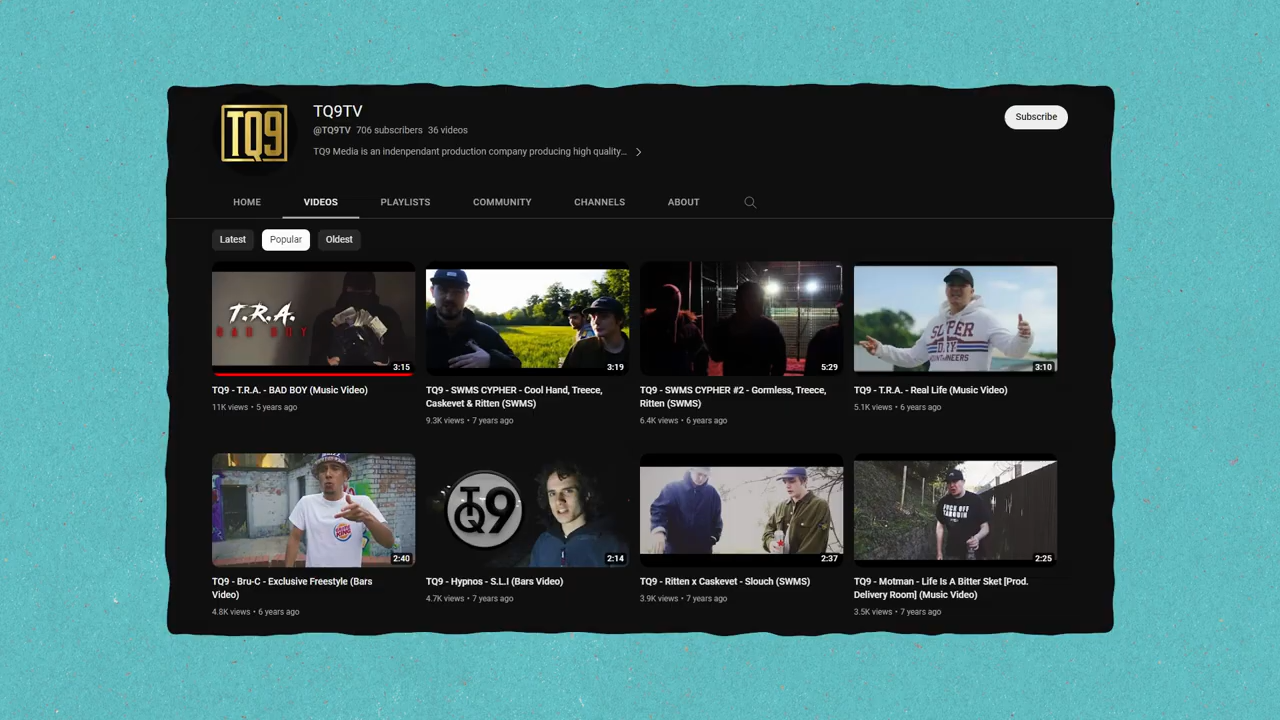 TQ9
TQ9TV
@TQ9TV 706 subscribers 36 videos
TQ9 Media is an indenpendant production company producing high quality...
Subscribe
HOME VIDEOS PLAYLISTS COMMUNITY CHANNELS ABOUT
Latest Popular Oldest
T.R.A.
BAD BOY
3:15
3:19
5:29
SUPER
DRY
MOUNTAINEERS
3:10
TQ9 - T.R.A. - BAD BOY (Music Video)
11K views • 5 years ago
TQ9 - SWMS CYPHER - Cool Hand, Treece,
Caskevet & Ritten (SWMS)
9.3K views • 7 years ago
TQ9 - SWMS CYPHER #2 - Gormless, Treece,
Ritten (SWMS)
6.4K views • 6 years ago
TQ9 - T.R.A. - Real Life (Music Video)
5.1K views • 6 years ago
BURGER
KING
2:40
TQ9
2:14
2:37
FUCK OFF
2:25
TQ9 - Bru-C - Exclusive Freestyle (Bars
Video)
4.8K views • 6 years ago
TQ9 - Hypnos - S.L.I (Bars Video)
4.7K views • 7 years ago
TQ9 - Ritten x Caskevet - Slouch (SWMS)
3.9K views • 7 years ago
TQ9 - Motman - Life Is A Bitter Sket [Prod.
Delivery Room] (Music Video)
3.5K views • 7 years ago